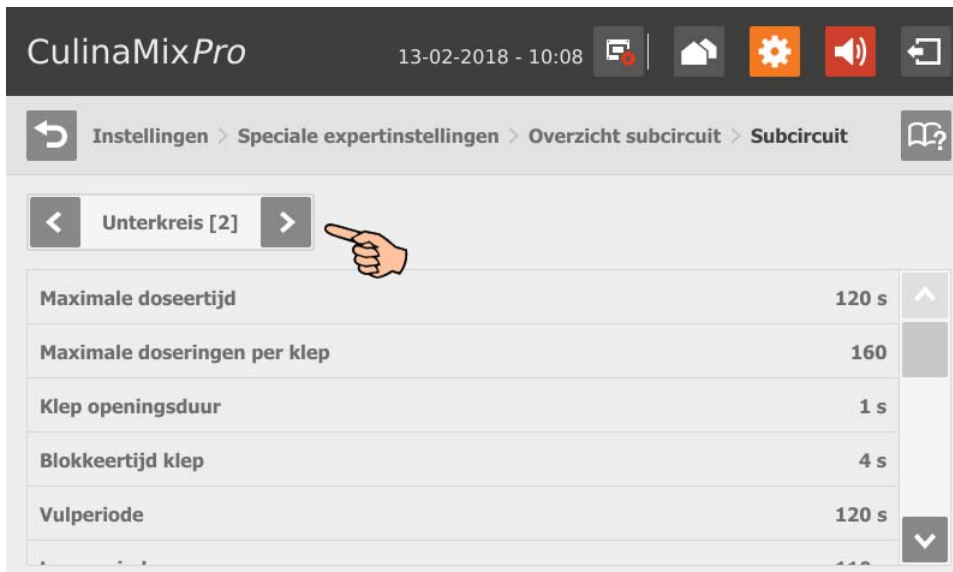 CulinaMixPro 13-02-2018 - 10:08
Instellingen > Speciale expertinstellingen > Overzicht subcircuit > Subcircuit
Unterkreis [2]
Maximale doseertijd 120 s
Maximale doseringen per klep 160
Klep openingsduur 1 s
Blokkeertijd klep 4 s
Vulperiode 120 s